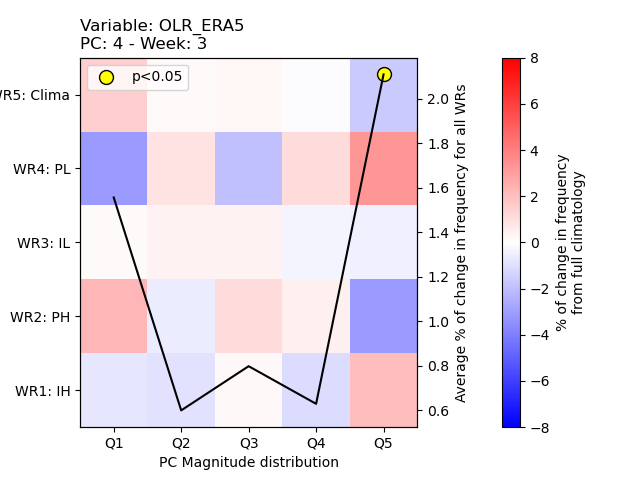 Variable: OLR_ERA5
PC: 4 - Week: 3
p<0.05
WR5: Clima
WR4: PL
WR3: IL
WR2: PH
WR1: IH
Q1 Q2 Q3 Q4 Q5
PC Magnitude distribution
2.0
1.8
1.6
1.4
1.2
1.0
0.8
0.6
Average % of change in frequency for all WRs
8
6
4
2
0
−2
−4
−6
−8
% of change in frequency
from full climatology